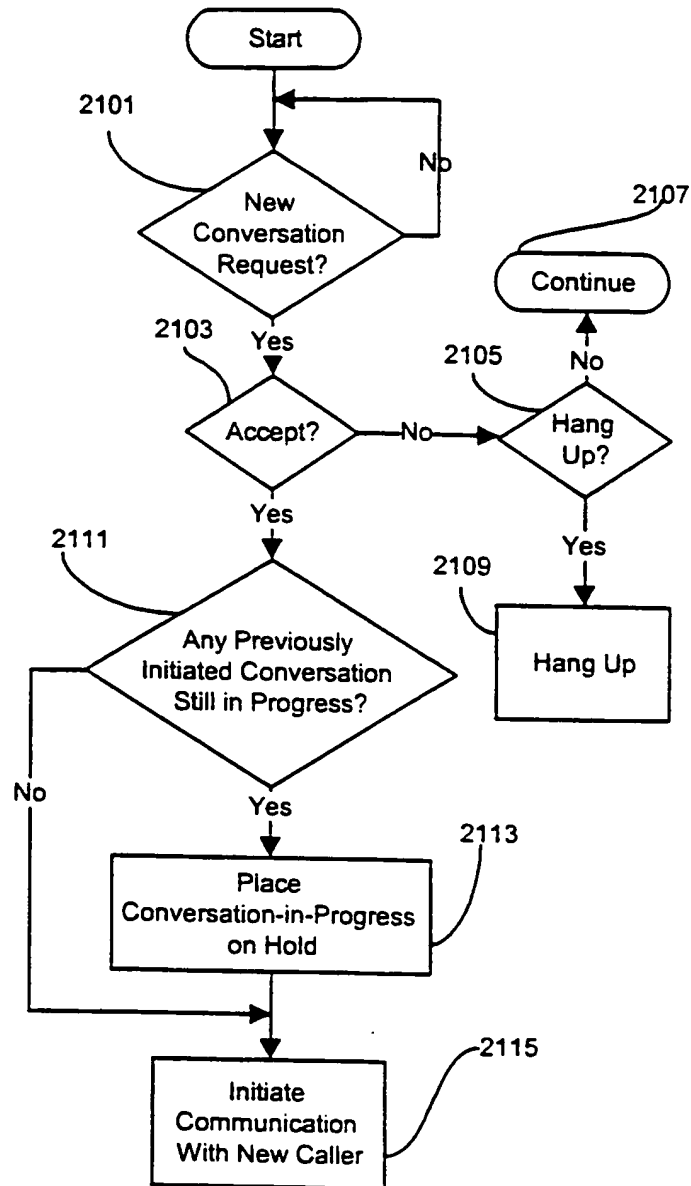 Start
2101
No
New
Conversation
Request?
2107
Continue
Yes
2103
2105
No
Accept?
No
Hang
Up?
Yes
Yes
2111
2109
Any Previously
Initiated Conversation
Still in Progress?
Hang Up
No
Yes
2113
Place
Conversation-in-Progress
on Hold
2115
Initiate
Communication
With New Caller